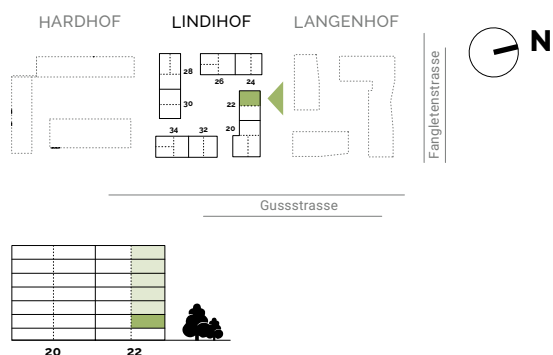 HARDHOF LINDIHOF LANGENHOF
N
28
26 24
30
22
20
34 32
Fangletenstrasse
Gussstrasse
20 22